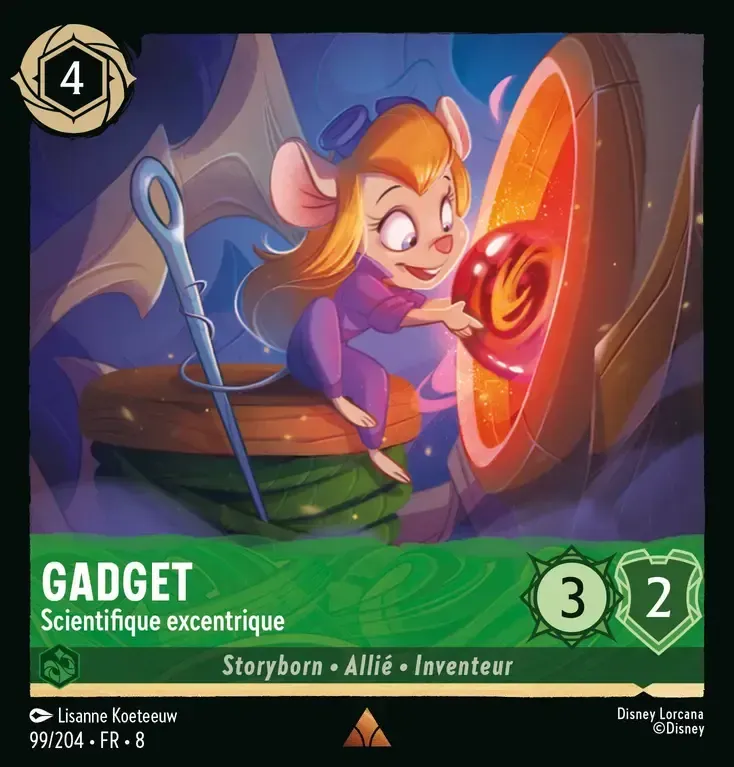 4
GADGET
Scientifique excentrique
3
2
Storyborn • Allié • Inventeur
Lisanne Koeteeuw
Disney Lorcana
99/204 • FR • 8
©Disney